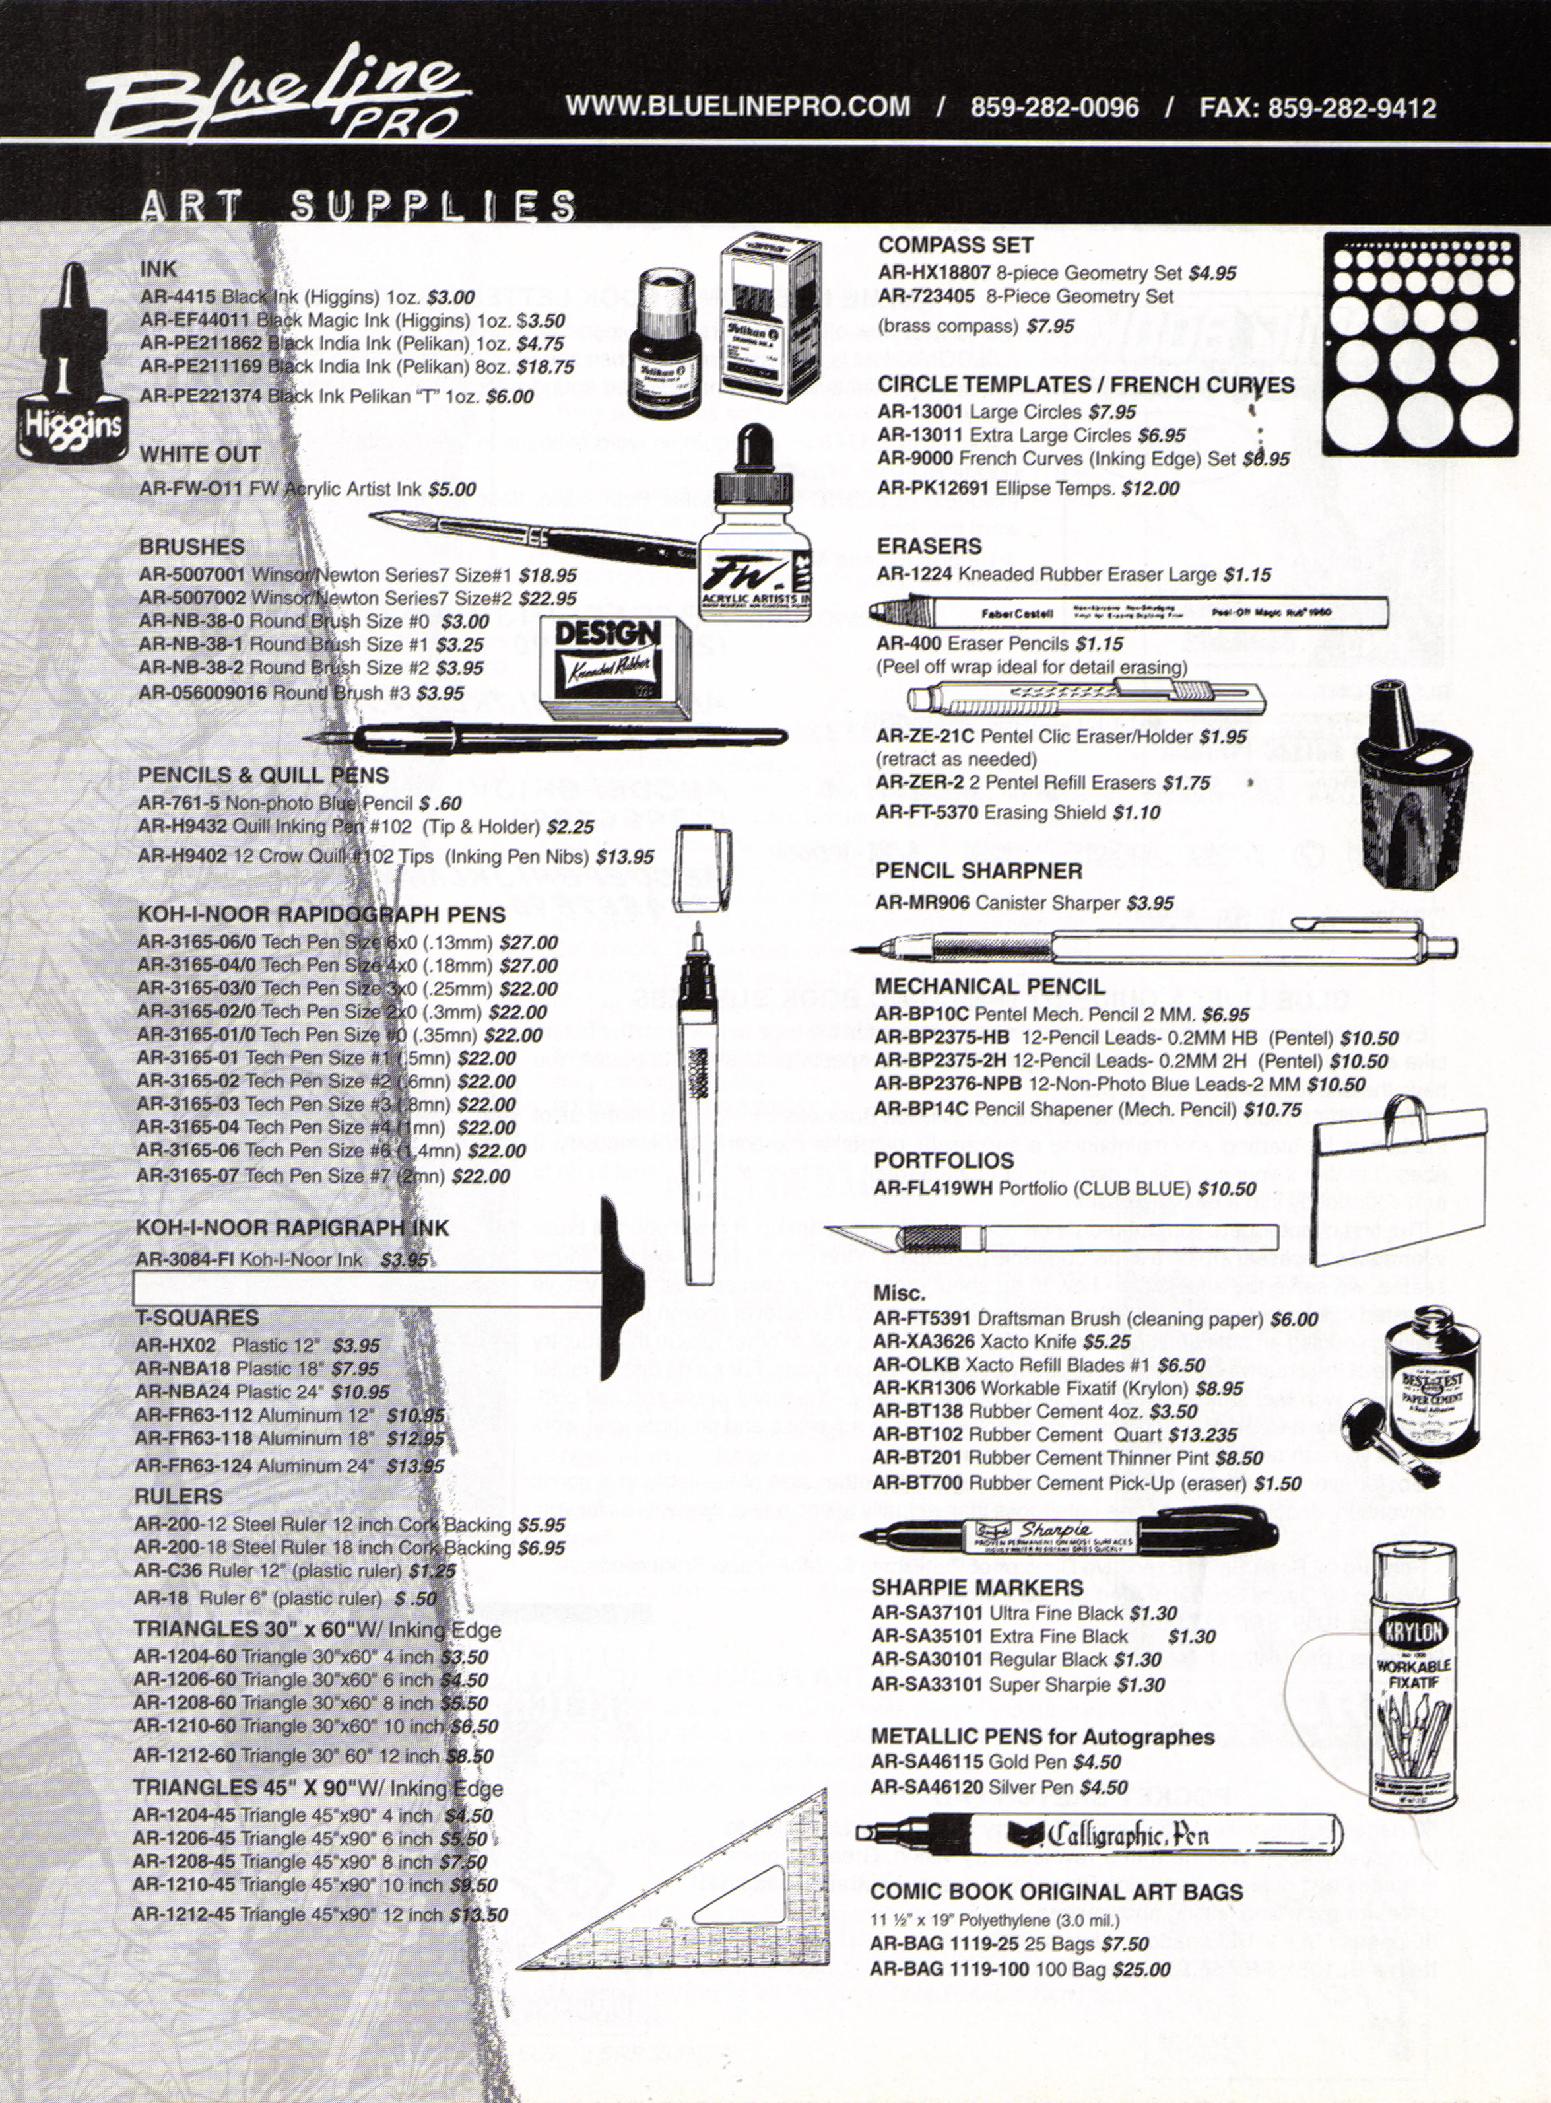 Blue Line PRO
WWW.BLUELINEPRO.COM / 859-282-0096 / FAX: 859-282-9412
ART SUPPLIES
INK
AR-4415 Black Ink (Higgins) 1oz. $3.00
AR-EF44011 Black Magic Ink (Higgins) 1oz. $3.50
AR-PE211862 Black India Ink (Pelikan) 1oz. $4.75
AR-PE211169 Black India Ink (Pelikan) 8oz. $18.75
AR-PE221374 Black Ink Pelikan “T” 1oz. $6.00
Higgins
Pelikan
Pelikan
WHITE OUT
AR-FW-O11 FW Acrylic Artist Ink $5.00
FW.
ACRYLIC ARTISTS IN
BRUSHES
AR-5007001 Winsor/Newton Series7 Size#1 $18.95
AR-5007002 Winsor/Newton Series7 Size#2 $22.95
AR-NB-38-0 Round Brush Size #0 $3.00
AR-NB-38-1 Round Brush Size #1 $3.25
AR-NB-38-2 Round Brush Size #2 $3.95
AR-056009016 Round Brush #3 $3.95
DESIGN
Kneaded Rubber
PENCILS & QUILL PENS
AR-761-5 Non-photo Blue Pencil $ .60
AR-H9432 Quill Inking Pen #102 (Tip & Holder) $2.25
AR-H9402 12 Crow Quill #102 Tips (Inking Pen Nibs) $13.95
KOH-I-NOOR RAPIDOGRAPH PENS
AR-3165-06/0 Tech Pen Size 6x0 (.13mm) $27.00
AR-3165-04/0 Tech Pen Size 4x0 (.18mm) $27.00
AR-3165-03/0 Tech Pen Size 3x0 (.25mm) $22.00
AR-3165-02/0 Tech Pen Size 2x0 (.3mm) $22.00
AR-3165-01/0 Tech Pen Size #0 (.35mm) $22.00
AR-3165-01 Tech Pen Size #1 (.5mn) $22.00
AR-3165-02 Tech Pen Size #2 (.6mn) $22.00
AR-3165-03 Tech Pen Size #3 (.8mn) $22.00
AR-3165-04 Tech Pen Size #4 (1mn) $22.00
AR-3165-06 Tech Pen Size #6 (1.4mn) $22.00
AR-3165-07 Tech Pen Size #7 (2mn) $22.00
KOH-I-NOOR RAPIGRAPH INK
AR-3084-FI Koh-I-Noor Ink $3.95
T-SQUARES
AR-HX02 Plastic 12" $3.95
AR-NBA18 Plastic 18" $7.95
AR-NBA24 Plastic 24" $10.95
AR-FR63-112 Aluminum 12" $10.95
AR-FR63-118 Aluminum 18" $12.95
AR-FR63-124 Aluminum 24" $13.95
RULERS
AR-200-12 Steel Ruler 12 inch Cork Backing $5.95
AR-200-18 Steel Ruler 18 inch Cork Backing $6.95
AR-C36 Ruler 12" (plastic ruler) $1.25
AR-18 Ruler 6" (plastic ruler) $ .50
TRIANGLES 30" x 60"W/ Inking Edge
AR-1204-60 Triangle 30"x60" 4 inch $3.50
AR-1206-60 Triangle 30"x60" 6 inch $4.50
AR-1208-60 Triangle 30"x60" 8 inch $5.50
AR-1210-60 Triangle 30"x60" 10 inch $6.50
AR-1212-60 Triangle 30" 60" 12 inch $8.50
TRIANGLES 45" X 90"W/ Inking Edge
AR-1204-45 Triangle 45"x90" 4 inch $4.50
AR-1206-45 Triangle 45"x90" 6 inch $5.50
AR-1208-45 Triangle 45"x90" 8 inch $7.50
AR-1210-45 Triangle 45"x90" 10 inch $9.50
AR-1212-45 Triangle 45"x90" 12 inch $13.50
COMPASS SET
AR-HX18807 8-piece Geometry Set $4.95
AR-723405 8-Piece Geometry Set
(brass compass) $7.95
CIRCLE TEMPLATES / FRENCH CURVES
AR-13001 Large Circles $7.95
AR-13011 Extra Large Circles $6.95
AR-9000 French Curves (Inking Edge) Set $6.95
AR-PK12691 Ellipse Temps. $12.00
ERASERS
AR-1224 Kneaded Rubber Eraser Large $1.15
FaberCastell Peel-Off Magic Rub 1960
AR-400 Eraser Pencils $1.15
(Peel off wrap ideal for detail erasing)
AR-ZE-21C Pentel Clic Eraser/Holder $1.95
(retract as needed)
AR-ZER-2 2 Pentel Refill Erasers $1.75
AR-FT-5370 Erasing Shield $1.10
PENCIL SHARPNER
AR-MR906 Canister Sharper $3.95
MECHANICAL PENCIL
AR-BP10C Pentel Mech. Pencil 2 MM. $6.95
AR-BP2375-HB 12-Pencil Leads- 0.2MM HB (Pentel) $10.50
AR-BP2375-2H 12-Pencil Leads- 0.2MM 2H (Pentel) $10.50
AR-BP2376-NPB 12-Non-Photo Blue Leads-2 MM $10.50
AR-BP14C Pencil Shapener (Mech. Pencil) $10.75
PORTFOLIOS
AR-FL419WH Portfolio (CLUB BLUE) $10.50
Misc.
AR-FT5391 Draftsman Brush (cleaning paper) $6.00
AR-XA3626 Xacto Knife $5.25
AR-OLKB Xacto Refill Blades #1 $6.50
AR-KR1306 Workable Fixatif (Krylon) $8.95
AR-BT138 Rubber Cement 4oz. $3.50
AR-BT102 Rubber Cement Quart $13.235
AR-BT201 Rubber Cement Thinner Pint $8.50
AR-BT700 Rubber Cement Pick-Up (eraser) $1.50
BEST-TEST
PAPER CEMENT
Sharpie
PROVEN PERMANENT ON MOST SURFACES
SHARPIE MARKERS
AR-SA37101 Ultra Fine Black $1.30
AR-SA35101 Extra Fine Black $1.30
AR-SA30101 Regular Black $1.30
AR-SA33101 Super Sharpie $1.30
KRYLON
WORKABLE
FIXATIF
METALLIC PENS for Autographes
AR-SA46115 Gold Pen $4.50
AR-SA46120 Silver Pen $4.50
Calligraphic Pen
COMIC BOOK ORIGINAL ART BAGS
11 ½" x 19" Polyethylene (3.0 mil.)
AR-BAG 1119-25 25 Bags $7.50
AR-BAG 1119-100 100 Bag $25.00